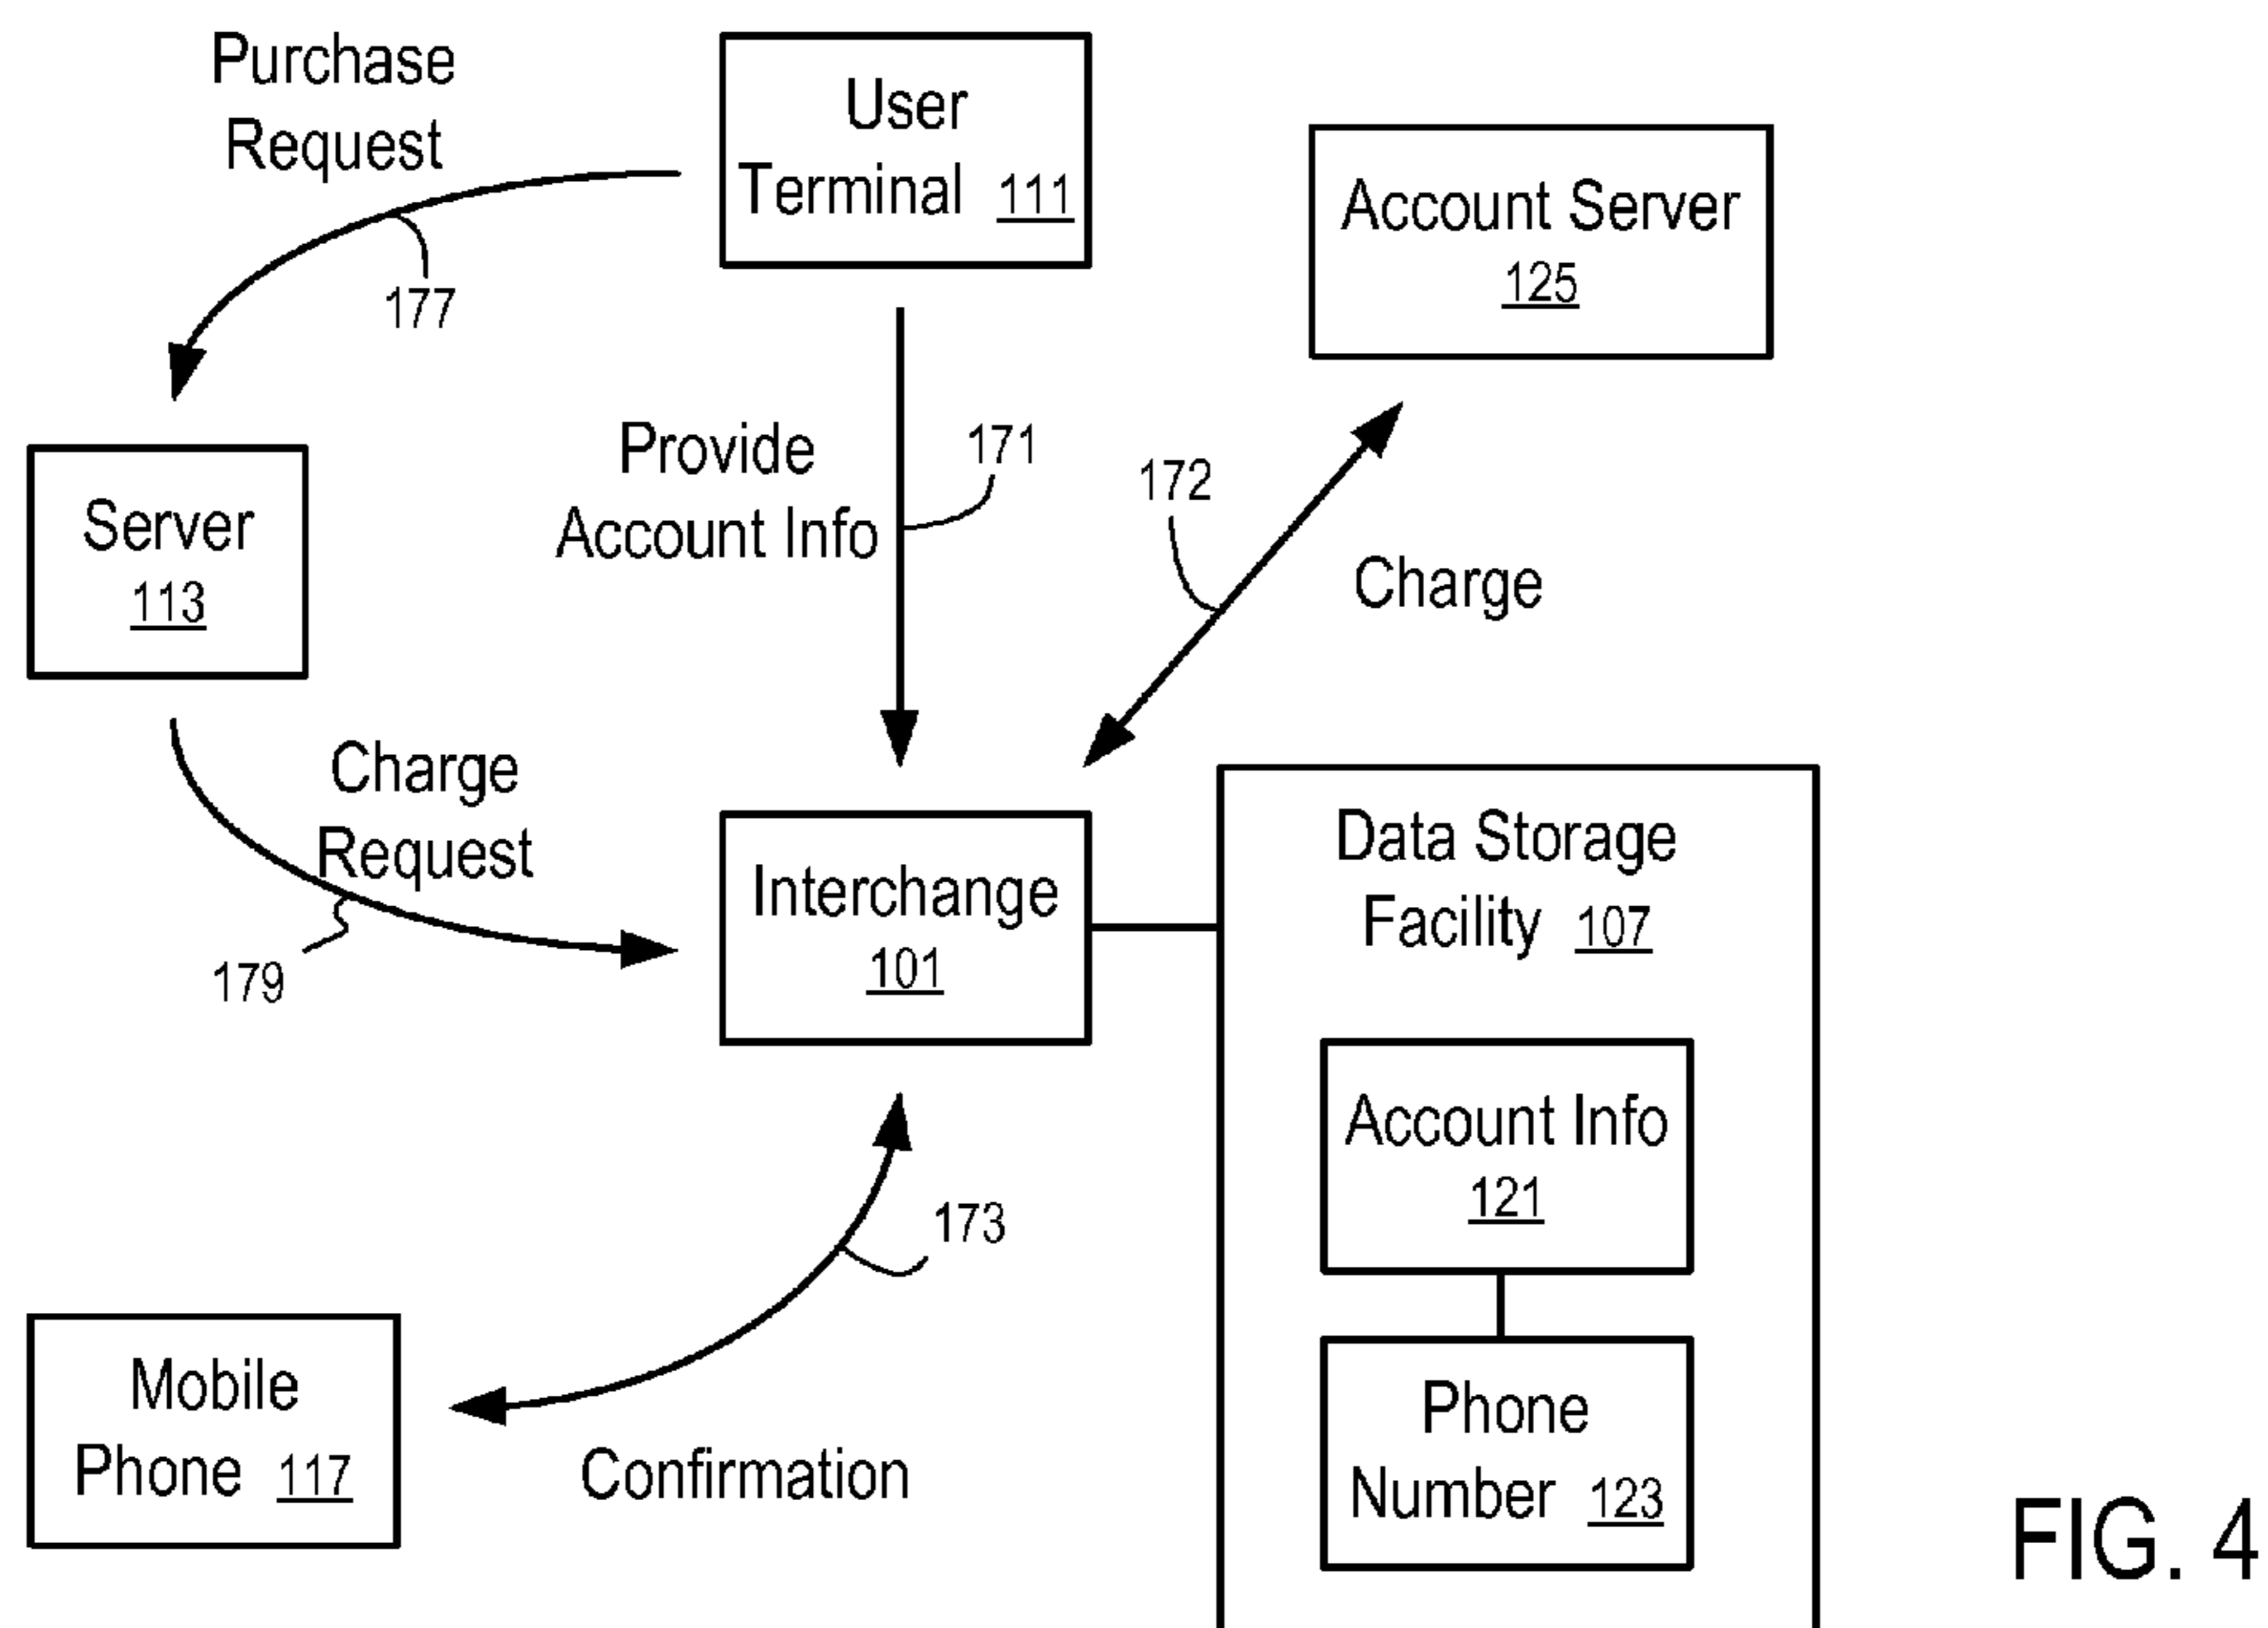 Purchase
Request
177
User
Terminal 111
Account Server
125
Server
113
Provide
Account Info
171
172
Charge
Charge
Request
179
Interchange
101
Data Storage
Facility 107
Account Info
121
Phone
Number 123
173
Mobile
Phone 117
Confirmation
FIG. 4